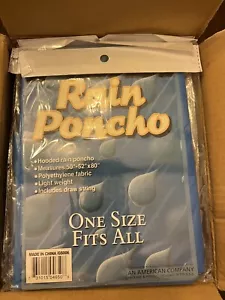 Rain
Poncho
• Hooded rain poncho
• Measures 50"x80"
• Polyethylene fabric
• Light weight
• Includes draw string
ONE SIZE
FITS ALL
MADE IN CHINA
AN AMERICAN COMPANY